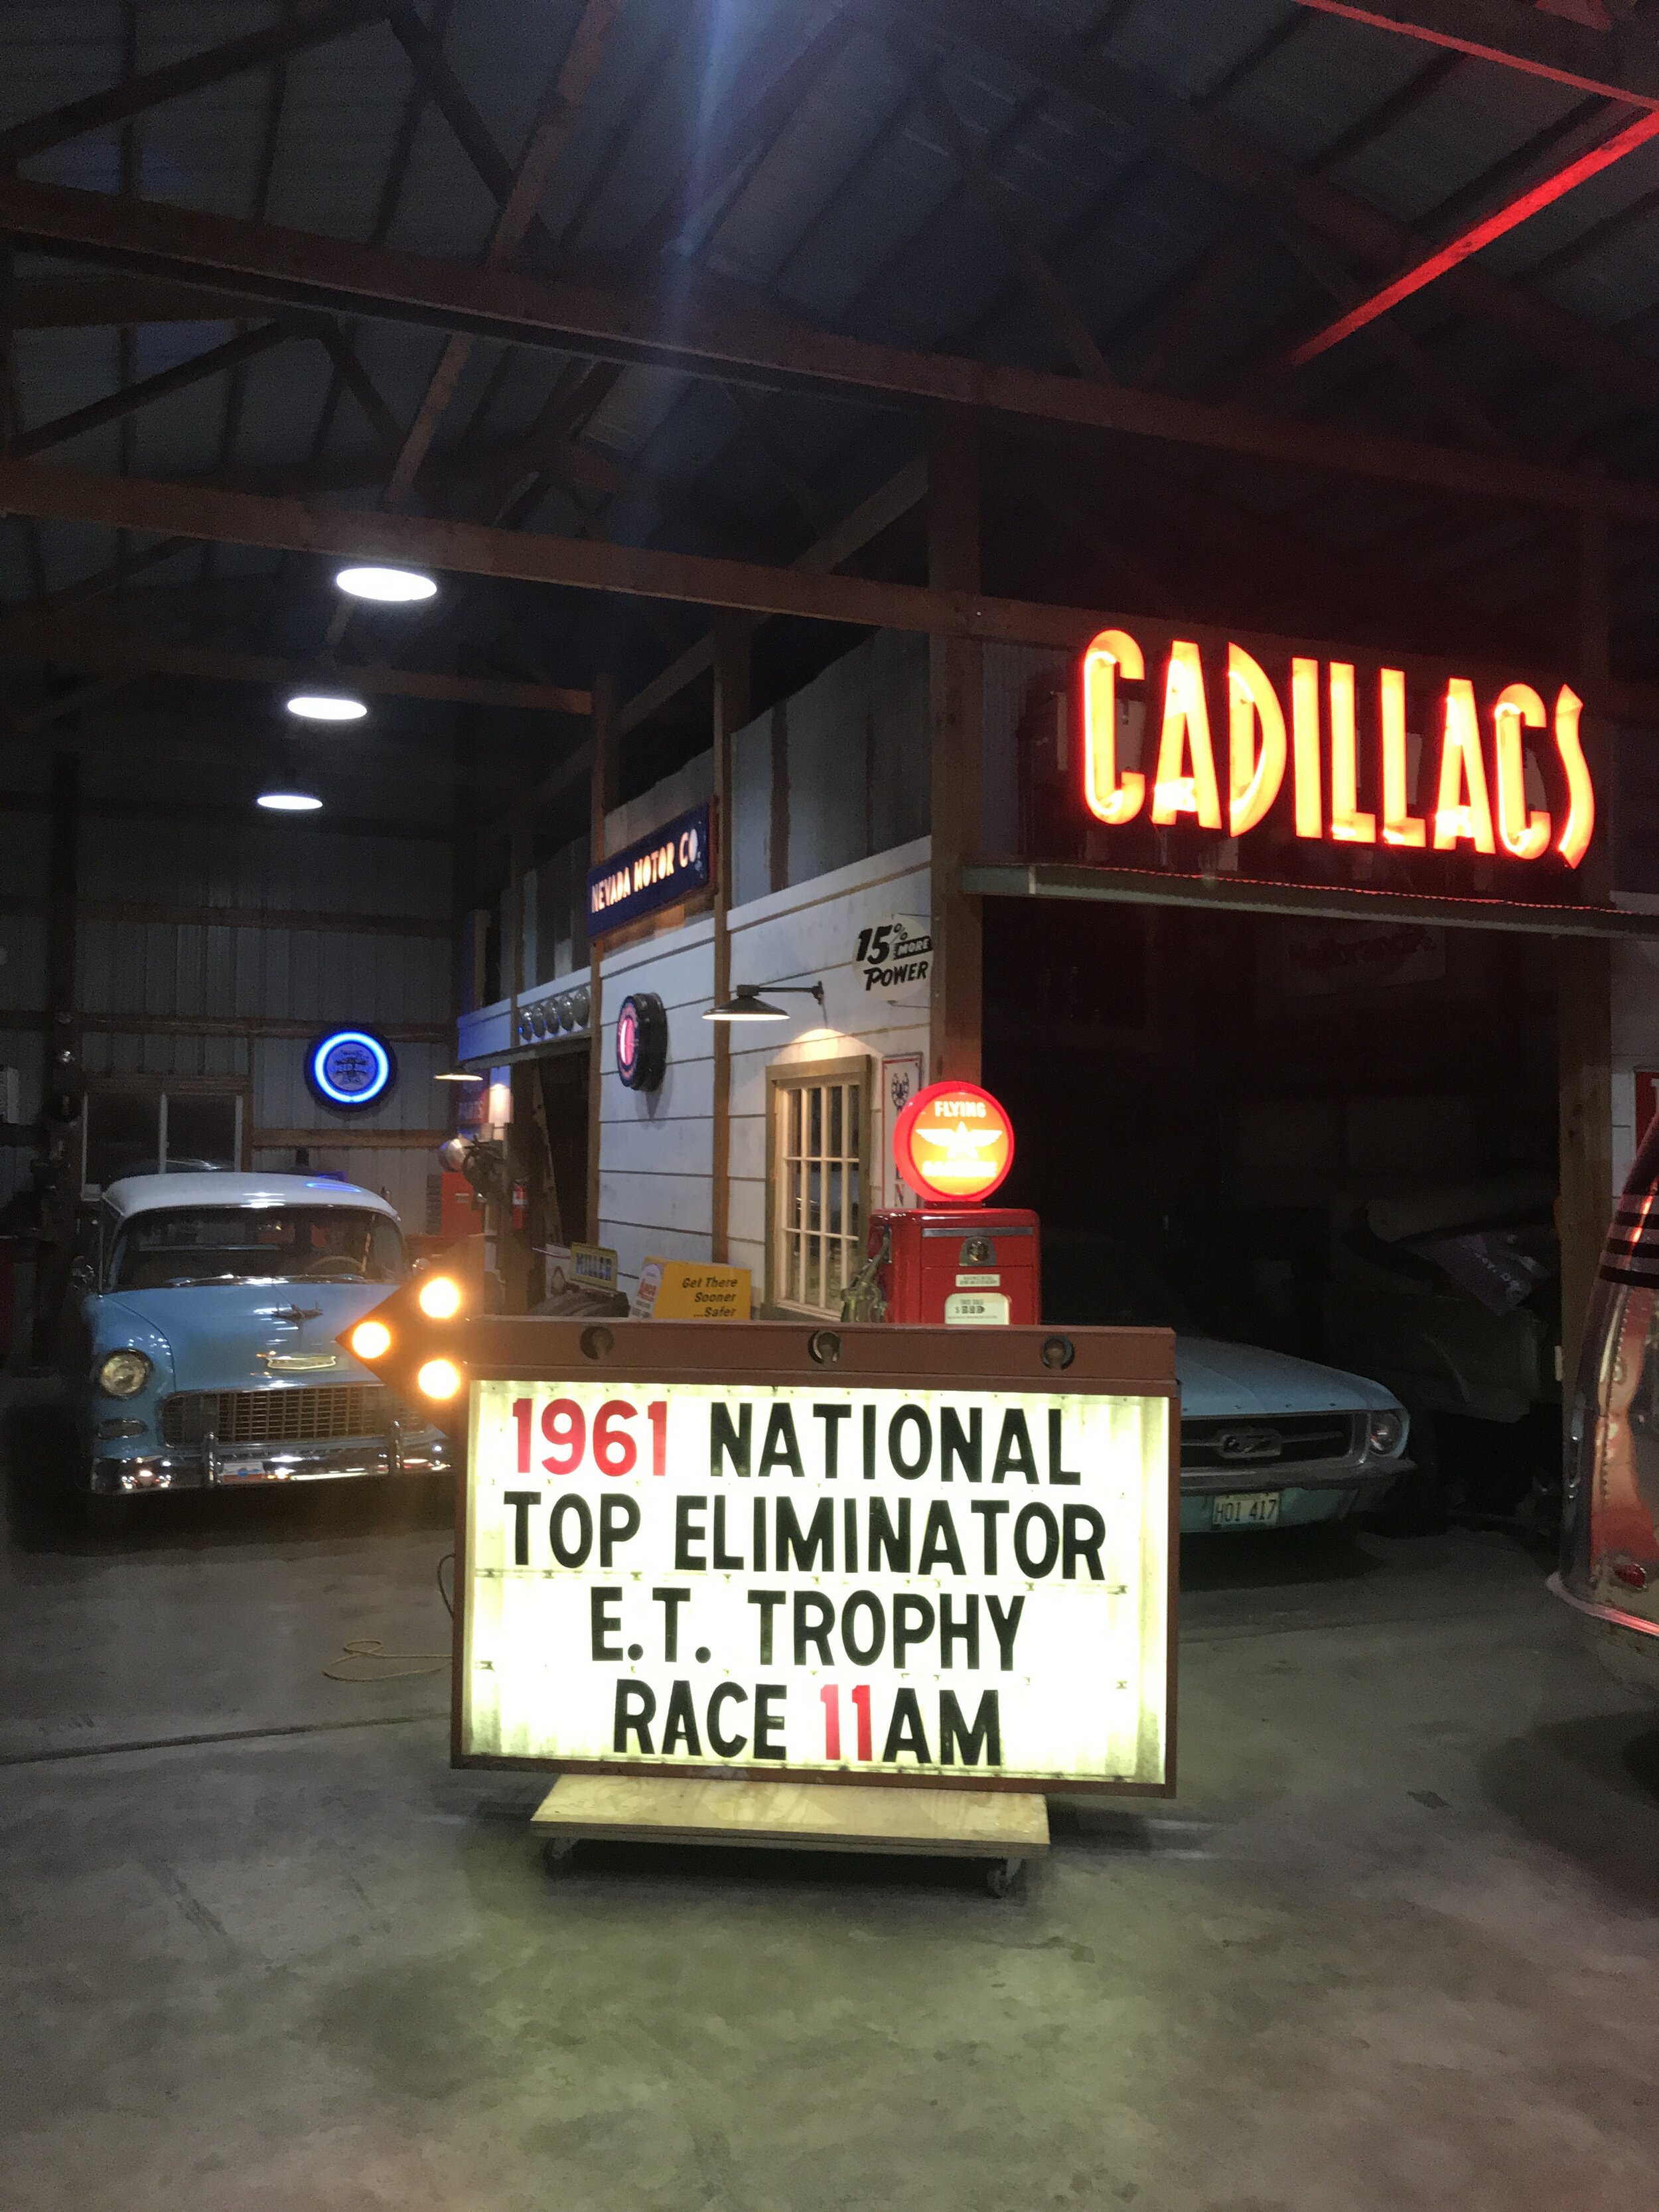 CADILLACS
NEVADA MOTOR CO.
15% MORE
POWER
FLYING
MILLER
Get There
Sooner
...Safer
1961 NATIONAL
TOP ELIMINATOR
E.T. TROPHY
RACE 11AM
H01 417